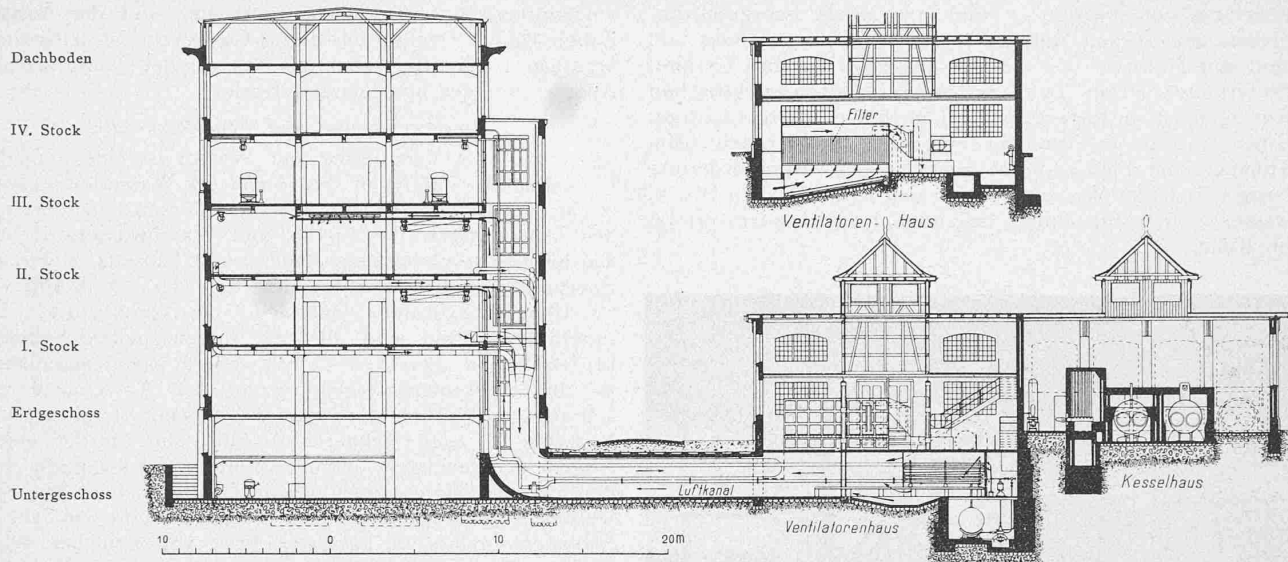 Dachboden
IV. Stock
III. Stock
II. Stock
I. Stock
Erdgeschoss
Untergeschoss
Filter
Ventilatoren-Haus
Luftkanal
Ventilatorenhaus
Kesselhaus
10 0 10 20m